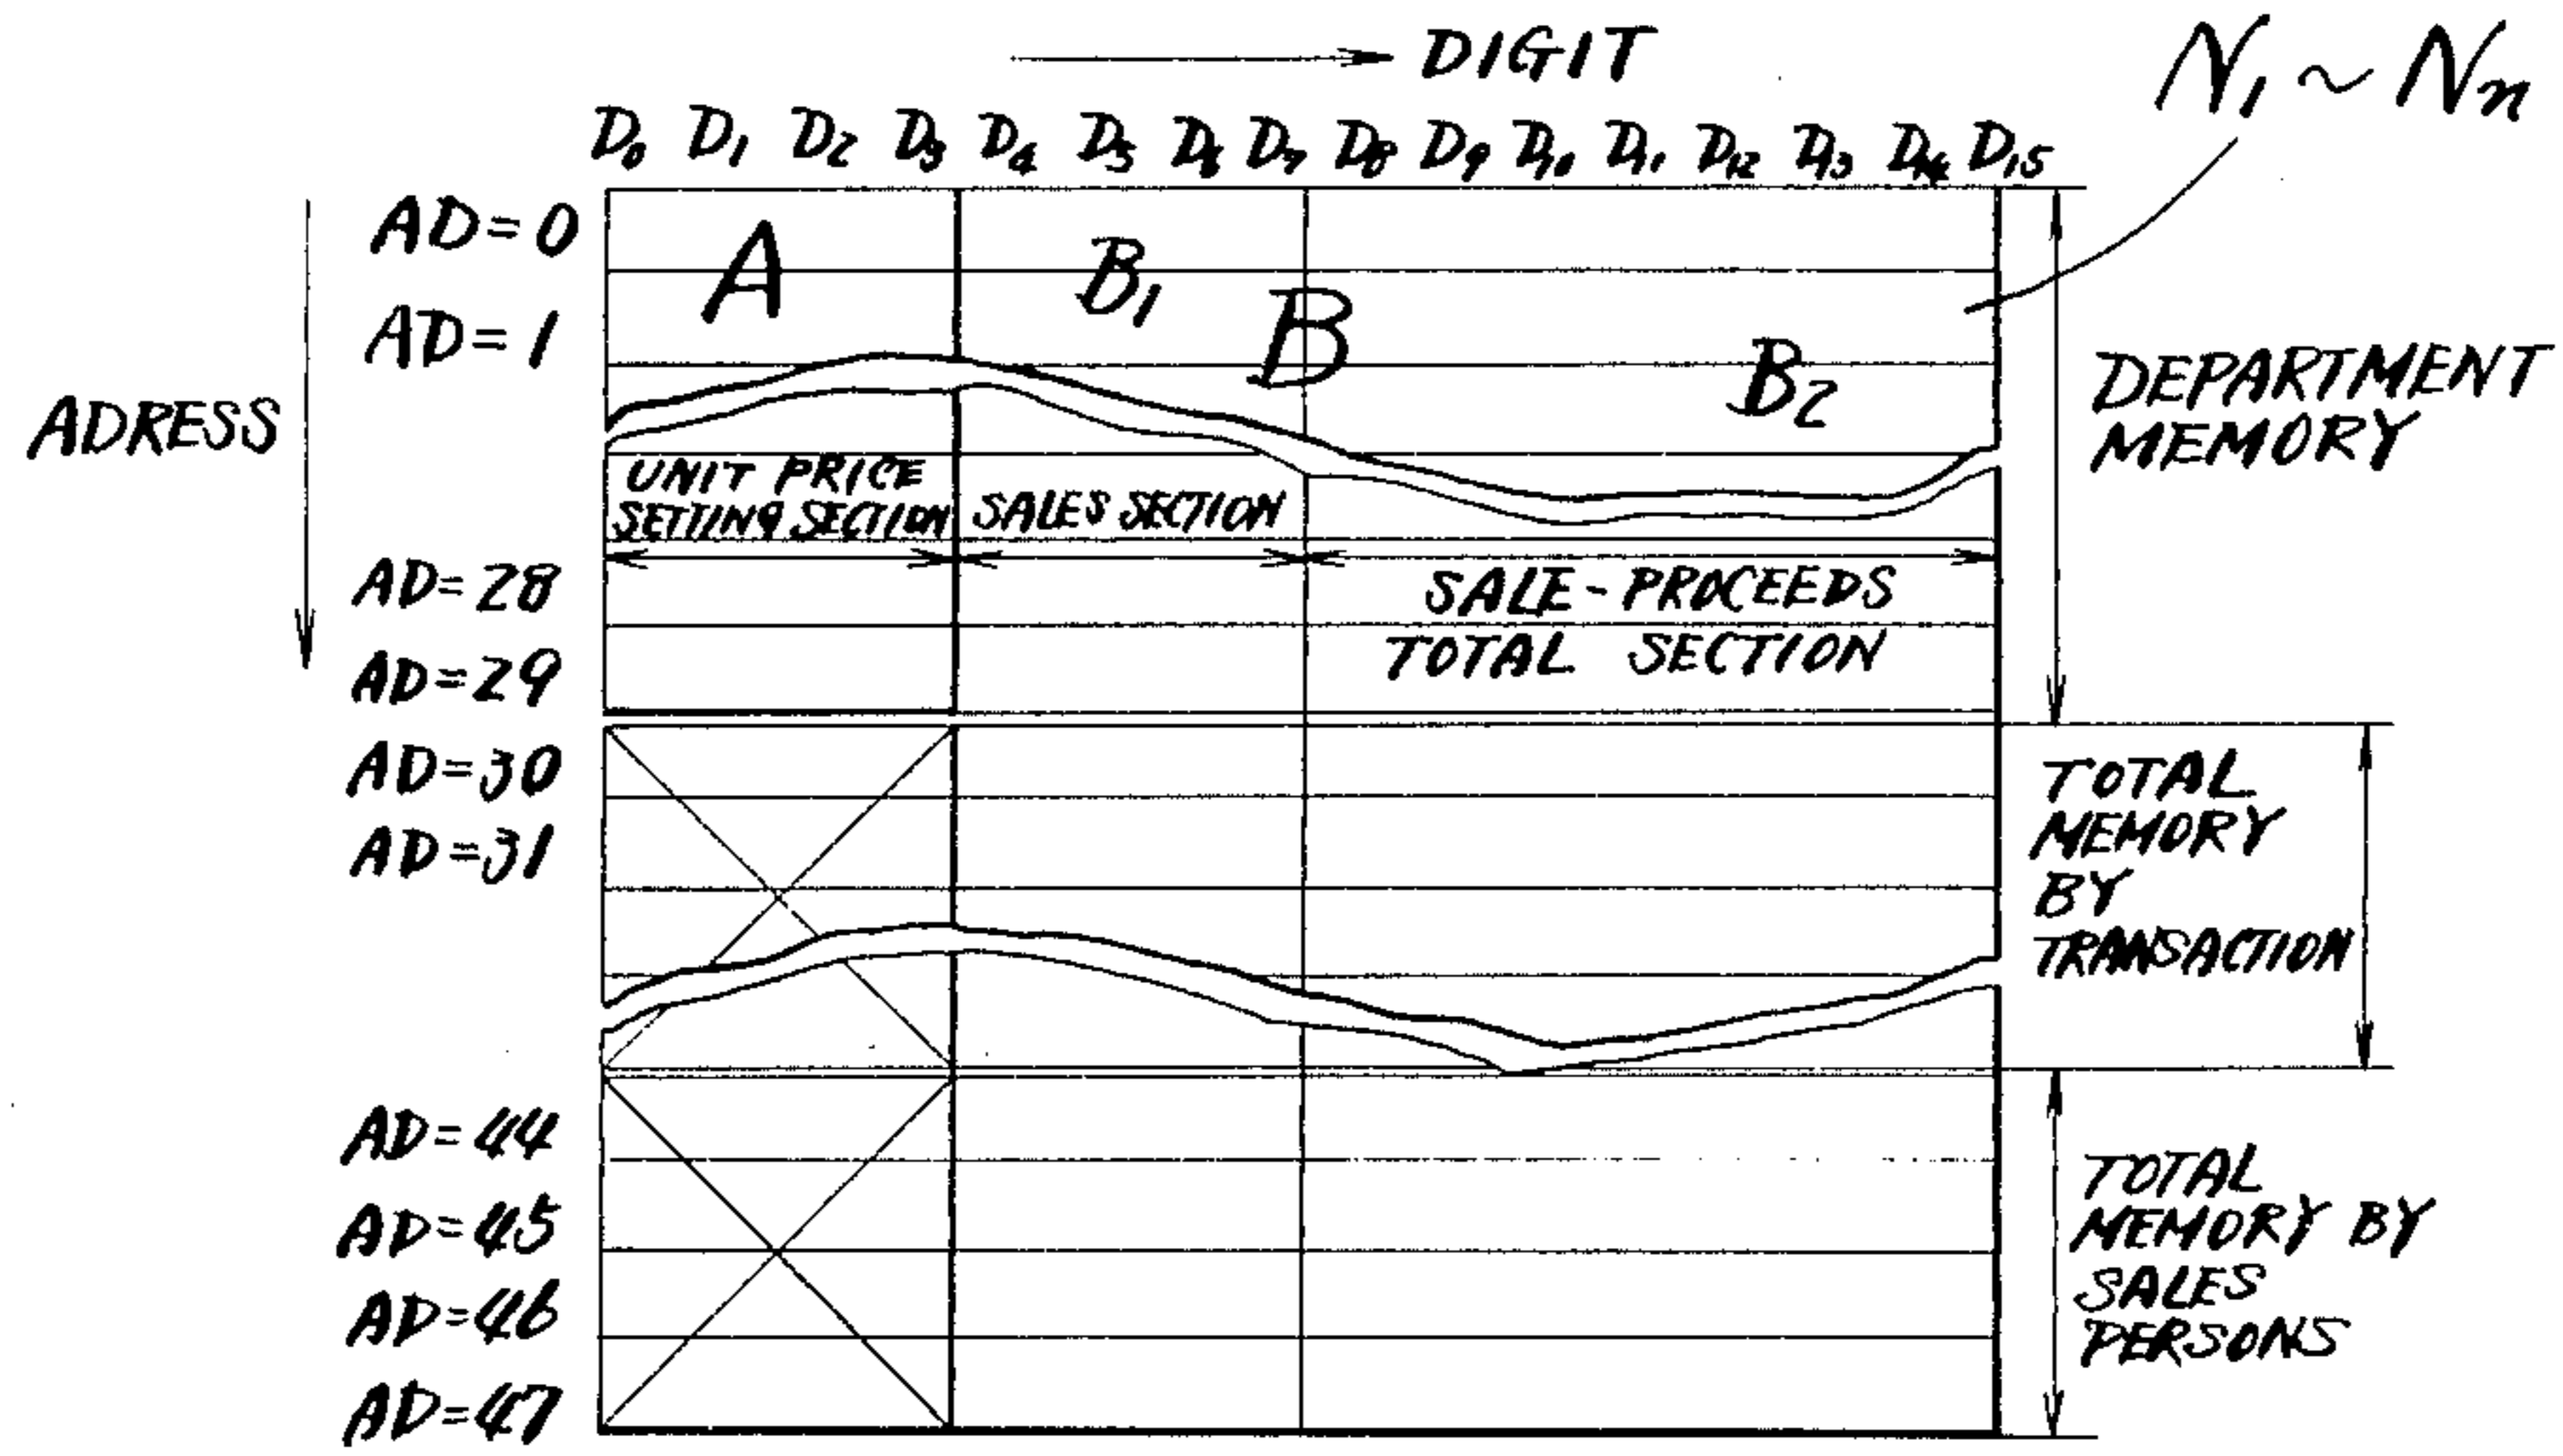 DIGIT
N₁ ~ Nₙ
D₀ D₁ D₂ D₃ D₄ D₅ D₆ D₇ D₈ D₉ D₁₀ D₁₁ D₁₂ D₁₃ D₁₄ D₁₅
AD=0
A
B₁
AD=1
B
B₂
ADRESS
DEPARTMENT
MEMORY
UNIT PRICE
SETTING SECTION
SALES SECTION
AD=28
SALE-PROCEEDS
AD=29
TOTAL SECTION
AD=30
AD=31
TOTAL
MEMORY
BY
TRANSACTION
AD=44
AD=45
AD=46
AD=47
TOTAL
MEMORY BY
SALES
PERSONS